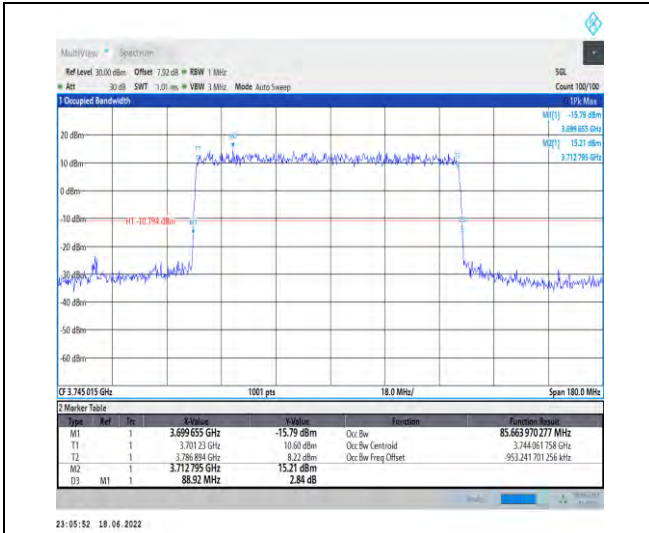 MultiView Spectrum
Ref Level 30.00 dBm Offset 7.92 dB RBW 1 MHz SGL
Att 30 dB SWT 1.01 ms VBW 3 MHz Mode Auto Sweep Count 100/100
1 Occupied Bandwidth 1Pk Max
M1[1] -15.79 dBm
3.699 655 GHz
M2[1] 15.21 dBm
3.712 795 GHz
20 dBm
10 dBm
0 dBm
-10 dBm
H1 -10.794 dBm
M1
-20 dBm
-30 dBm
-40 dBm
-50 dBm
-60 dBm
CF 3.745 015 GHz 1001 pts 18.0 MHz/ Span 180.0 MHz
2 Marker Table
Type Ref Trc X-Value Y-Value Function Function Result
M1 1 3.699 655 GHz -15.79 dBm Occ Bw 85.663 970 277 MHz
T1 1 3.701 23 GHz 10.60 dBm Occ Bw Centroid 3.744 061 758 GHz
T2 1 3.786 894 GHz 8.22 dBm Occ Bw Freq Offset -953.241 701 256 kHz
M2 1 3.712 795 GHz 15.21 dBm
D3 M1 1 88.92 MHz 2.84 dB
23:05:52 18.06.2022